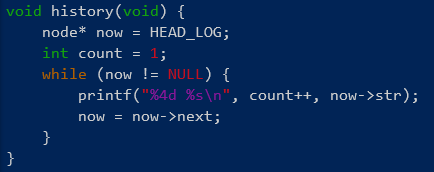 void history(void) {
    node* now = HEAD_LOG;
    int count = 1;
    while (now != NULL) {
        printf("%4d %s\n", count++, now->str);
        now = now->next;
    }
}